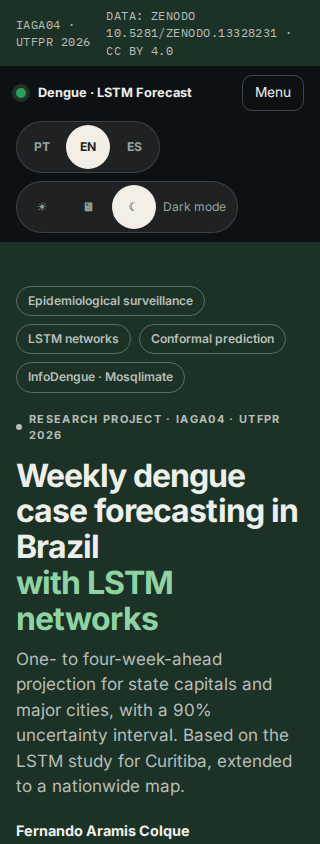 IAGA04 ·
UTFPR 2026
DATA: ZENODO
10.5281/ZENODO.13328231 ·
CC BY 4.0
Dengue · LSTM Forecast
Menu
PT
EN
ES
Dark mode
Epidemiological surveillance
LSTM networks
Conformal prediction
InfoDengue · Mosqlimate
RESEARCH PROJECT · IAGA04 · UTFPR
2026
Weekly dengue
case forecasting in
Brazil
with LSTM
networks
One- to four-week-ahead
projection for state capitals and
major cities, with a 90%
uncertainty interval. Based on the
LSTM study for Curitiba, extended
to a nationwide map.
Fernando Aramis Colque